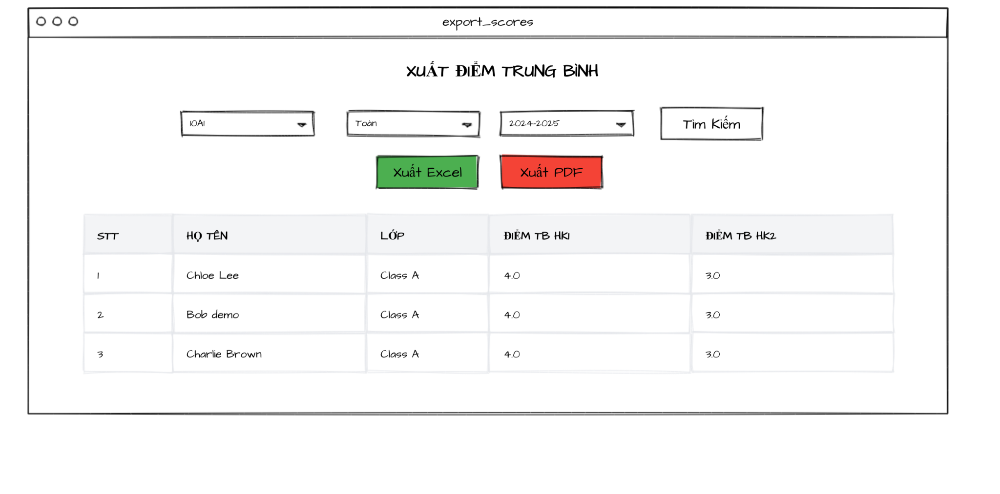 export_scores
XUẤT ĐIỂM TRUNG BÌNH
10A1 Toán 2024-2025 Tìm Kiếm
Xuất Excel Xuất PDF
STT HỌ TÊN LỚP ĐIỂM TB HK1 ĐIỂM TB HK2
1 Chloe Lee Class A 4.0 3.0
2 Bob demo Class A 4.0 3.0
3 Charlie Brown Class A 4.0 3.0